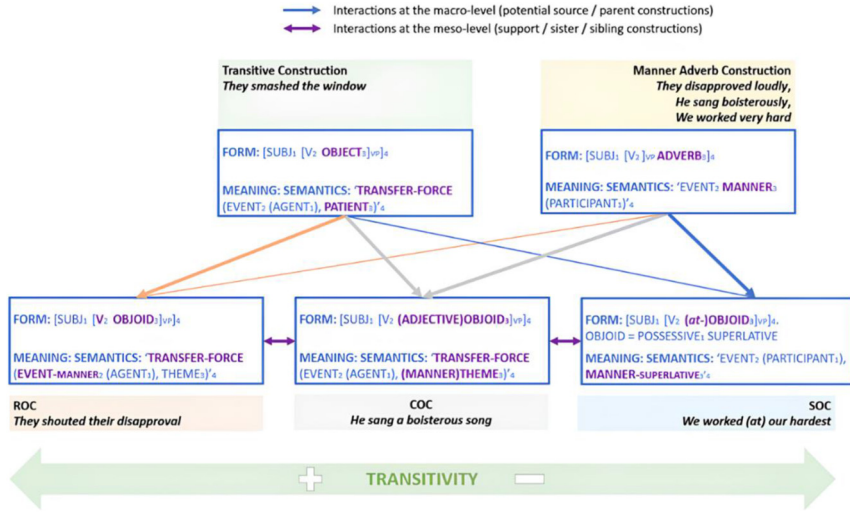 Interactions at the macro-level (potential source / parent constructions)
Interactions at the meso-level (support / sister / sibling constructions)
Transitive Construction
They smashed the window
FORM: [SUBJ₁ [V₂ OBJECT₃]VP]₄
MEANING: SEMANTICS: ‘TRANSFER-FORCE
(EVENT₂ (AGENT₁), PATIENT₃)’₄
Manner Adverb Construction
They disapproved loudly,
He sang boisterously,
We worked very hard
FORM: [SUBJ₁ [V₂]VP ADVERB₃]₄
MEANING: SEMANTICS: ‘EVENT₂ MANNER₃
(PARTICIPANT₁)’₄
FORM: [SUBJ₁ [V₂ OBJOID₃]VP]₄
MEANING: SEMANTICS: ‘TRANSFER-FORCE
(EVENT-MANNER₂ (AGENT₁), THEME₃)’₄
ROC
They shouted their disapproval
FORM: [SUBJ₁ [V₂ (ADJECTIVE)OBJOID₃]VP]₄
MEANING: SEMANTICS: ‘TRANSFER-FORCE
(EVENT₂ (AGENT₁), (MANNER)THEME₃)’₄
COC
He sang a boisterous song
FORM: [SUBJ₁ [V₂ (at-)OBJOID₃]VP]₄.
OBJOID = POSSESSIVE₁ SUPERLATIVE
MEANING: SEMANTICS: ‘EVENT₂ (PARTICIPANT₁),
MANNER-SUPERLATIVE₃’₄
SOC
We worked (at) our hardest
+ TRANSITIVITY −